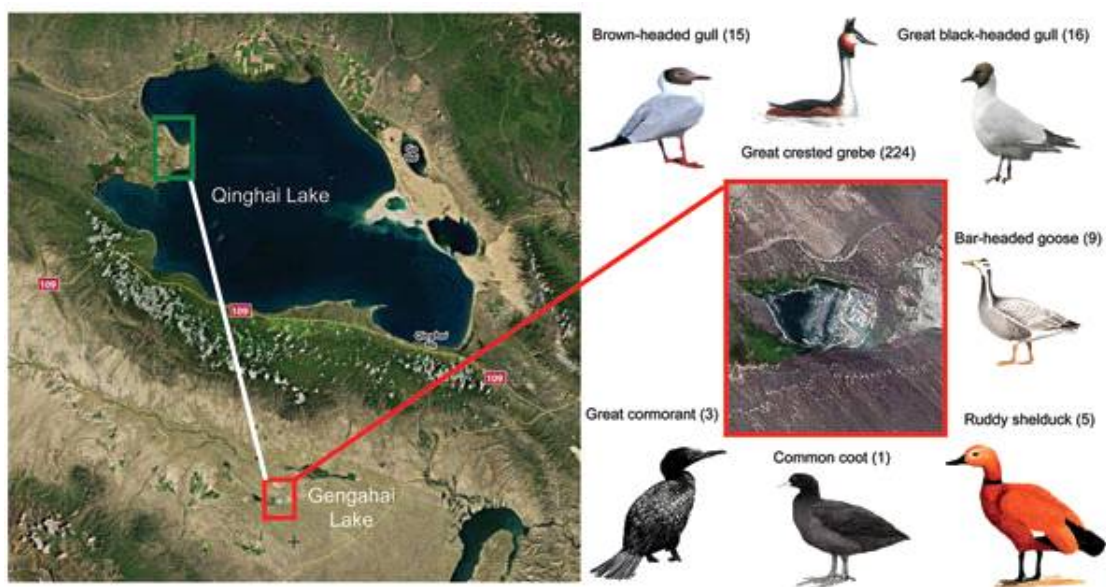 Brown-headed gull (15)
Great black-headed gull (16)
Great crested grebe (224)
Qinghai Lake
Bar-headed goose (9)
109
109
Qinghai
109
Great cormorant (3)
Ruddy shelduck (5)
Common coot (1)
Gengahai
Lake